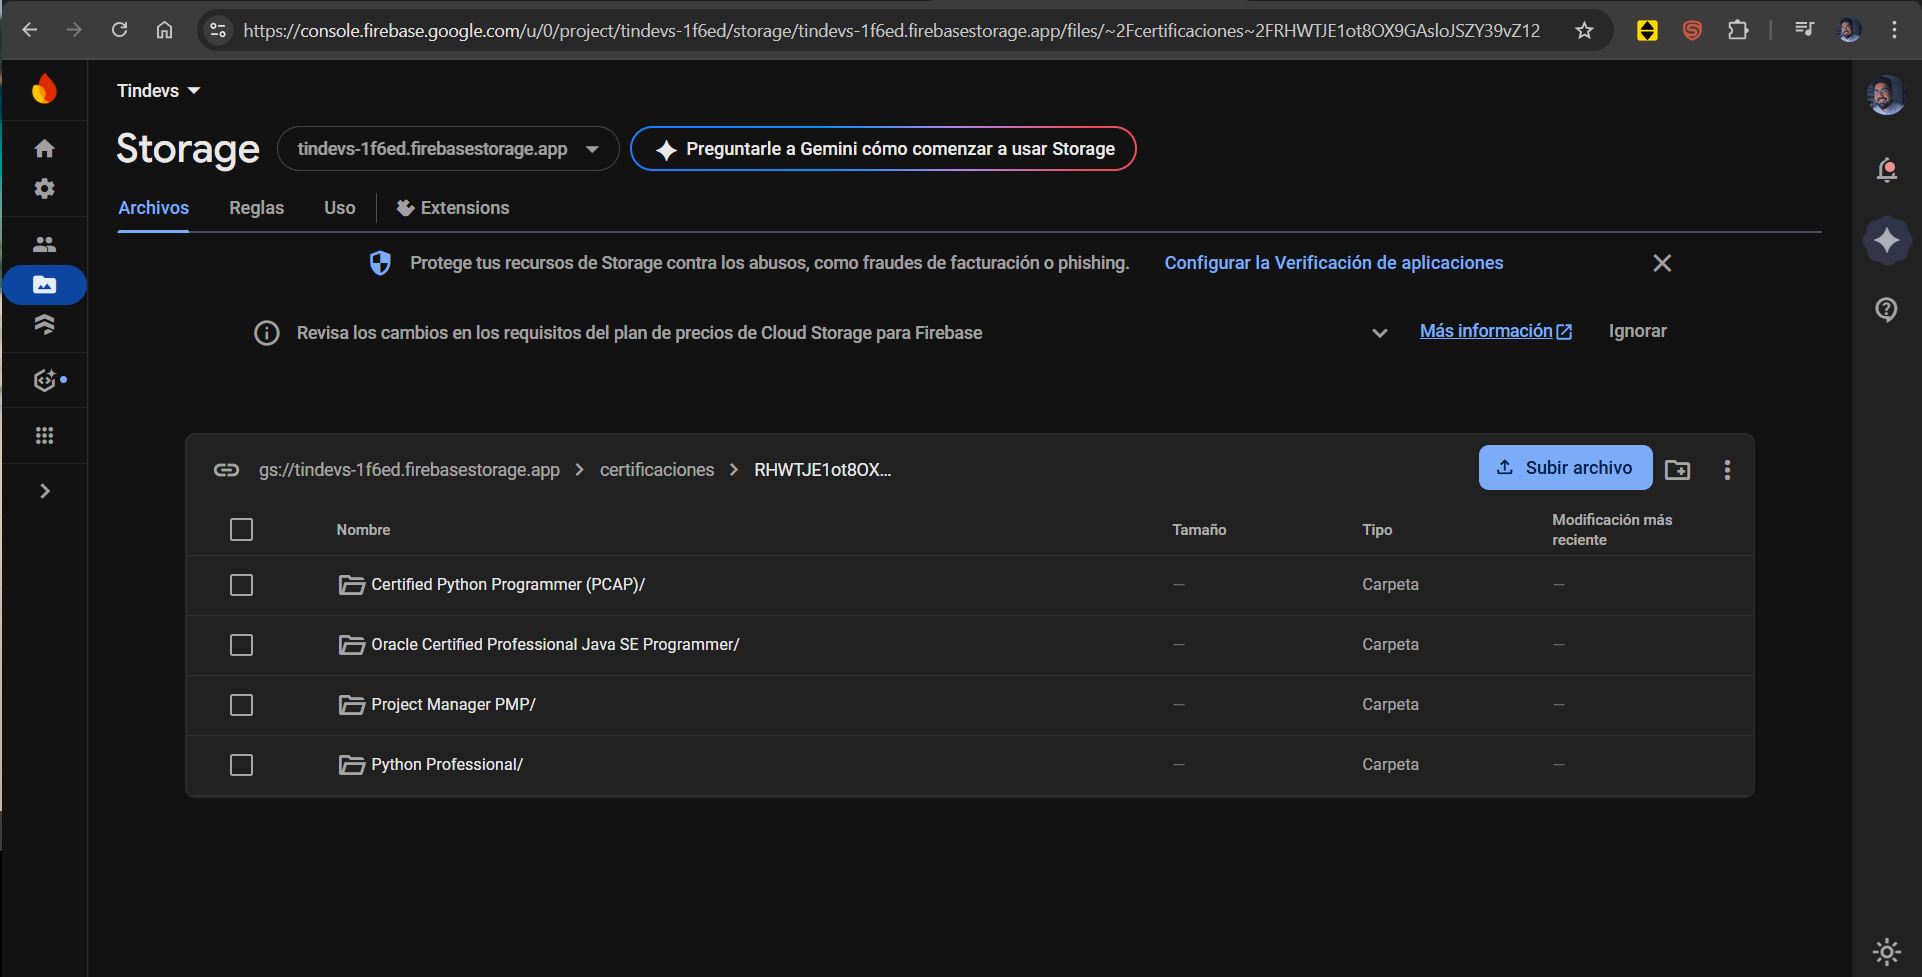 https://console.firebase.google.com/u/0/project/tindevs-1f6ed/storage/tindevs-1f6ed.firebasestorage.app/files/~2Fcertificaciones~2FRHWTJE1ot8OX9GAsloJSZY39vZ12
Tindevs
Storage
tindevs-1f6ed.firebasestorage.app
Preguntarle a Gemini cómo comenzar a usar Storage
Archivos Reglas Uso Extensions
Protege tus recursos de Storage contra los abusos, como fraudes de facturación o phishing. Configurar la Verificación de aplicaciones
Revisa los cambios en los requisitos del plan de precios de Cloud Storage para Firebase Más información Ignorar
gs://tindevs-1f6ed.firebasestorage.app > certificaciones > RHWTJE1ot8OX... Subir archivo
Nombre Tamaño Tipo Modificación más
reciente
Certified Python Programmer (PCAP)/ — Carpeta —
Oracle Certified Professional Java SE Programmer/ — Carpeta —
Project Manager PMP/ — Carpeta —
Python Professional/ — Carpeta —